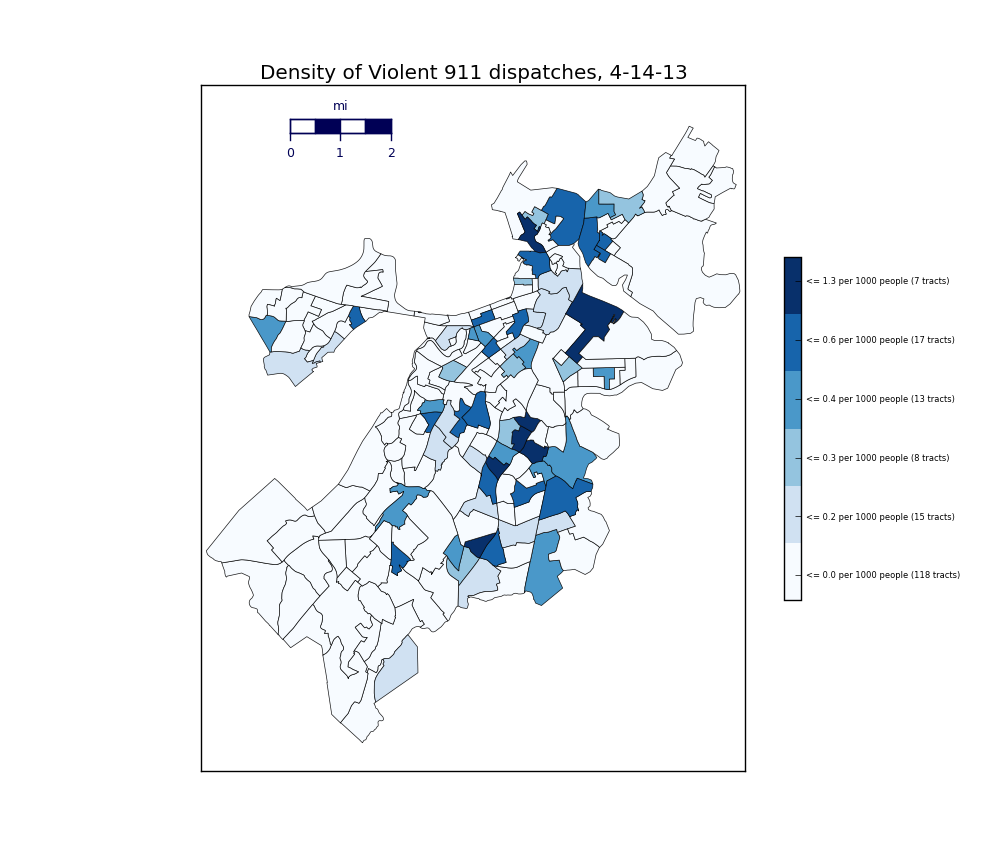 Density of Violent 911 dispatches, 4-14-13
mi
0 1 2
<= 1.3 per 1000 people (7 tracts)
<= 0.6 per 1000 people (17 tracts)
<= 0.4 per 1000 people (13 tracts)
<= 0.3 per 1000 people (8 tracts)
<= 0.2 per 1000 people (15 tracts)
<= 0.0 per 1000 people (118 tracts)